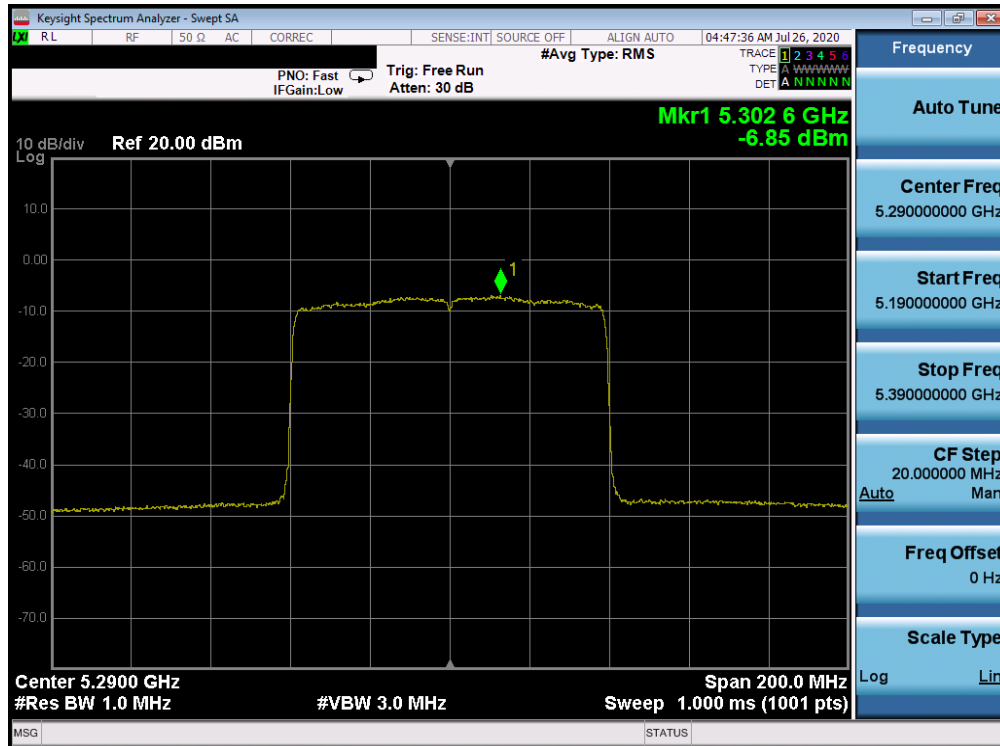 Keysight Spectrum Analyzer - Swept SA
LXI RL RF 50 Ω AC CORREC SENSE:INT SOURCE OFF ALIGN AUTO 04:47:36 AM Jul 26, 2020
#Avg Type: RMS
TRACE 1 2 3 4 5 6
TYPE A WWWWW
DET A N N N N N
PNO: Fast
IFGain:Low
Trig: Free Run
Atten: 30 dB
Mkr1 5.302 6 GHz
-6.85 dBm
10 dB/div
Log
Ref 20.00 dBm
10.0
0.00
-10.0
-20.0
-30.0
-40.0
-50.0
-60.0
-70.0
1
Center 5.2900 GHz
Span 200.0 MHz
#Res BW 1.0 MHz
#VBW 3.0 MHz
Sweep 1.000 ms (1001 pts)
MSG
STATUS
Frequency
Auto Tune
Center Freq
5.290000000 GHz
Start Freq
5.190000000 GHz
Stop Freq
5.390000000 GHz
CF Step
20.000000 MHz
Auto Man
Freq Offset
0 Hz
Scale Type
Log Lin